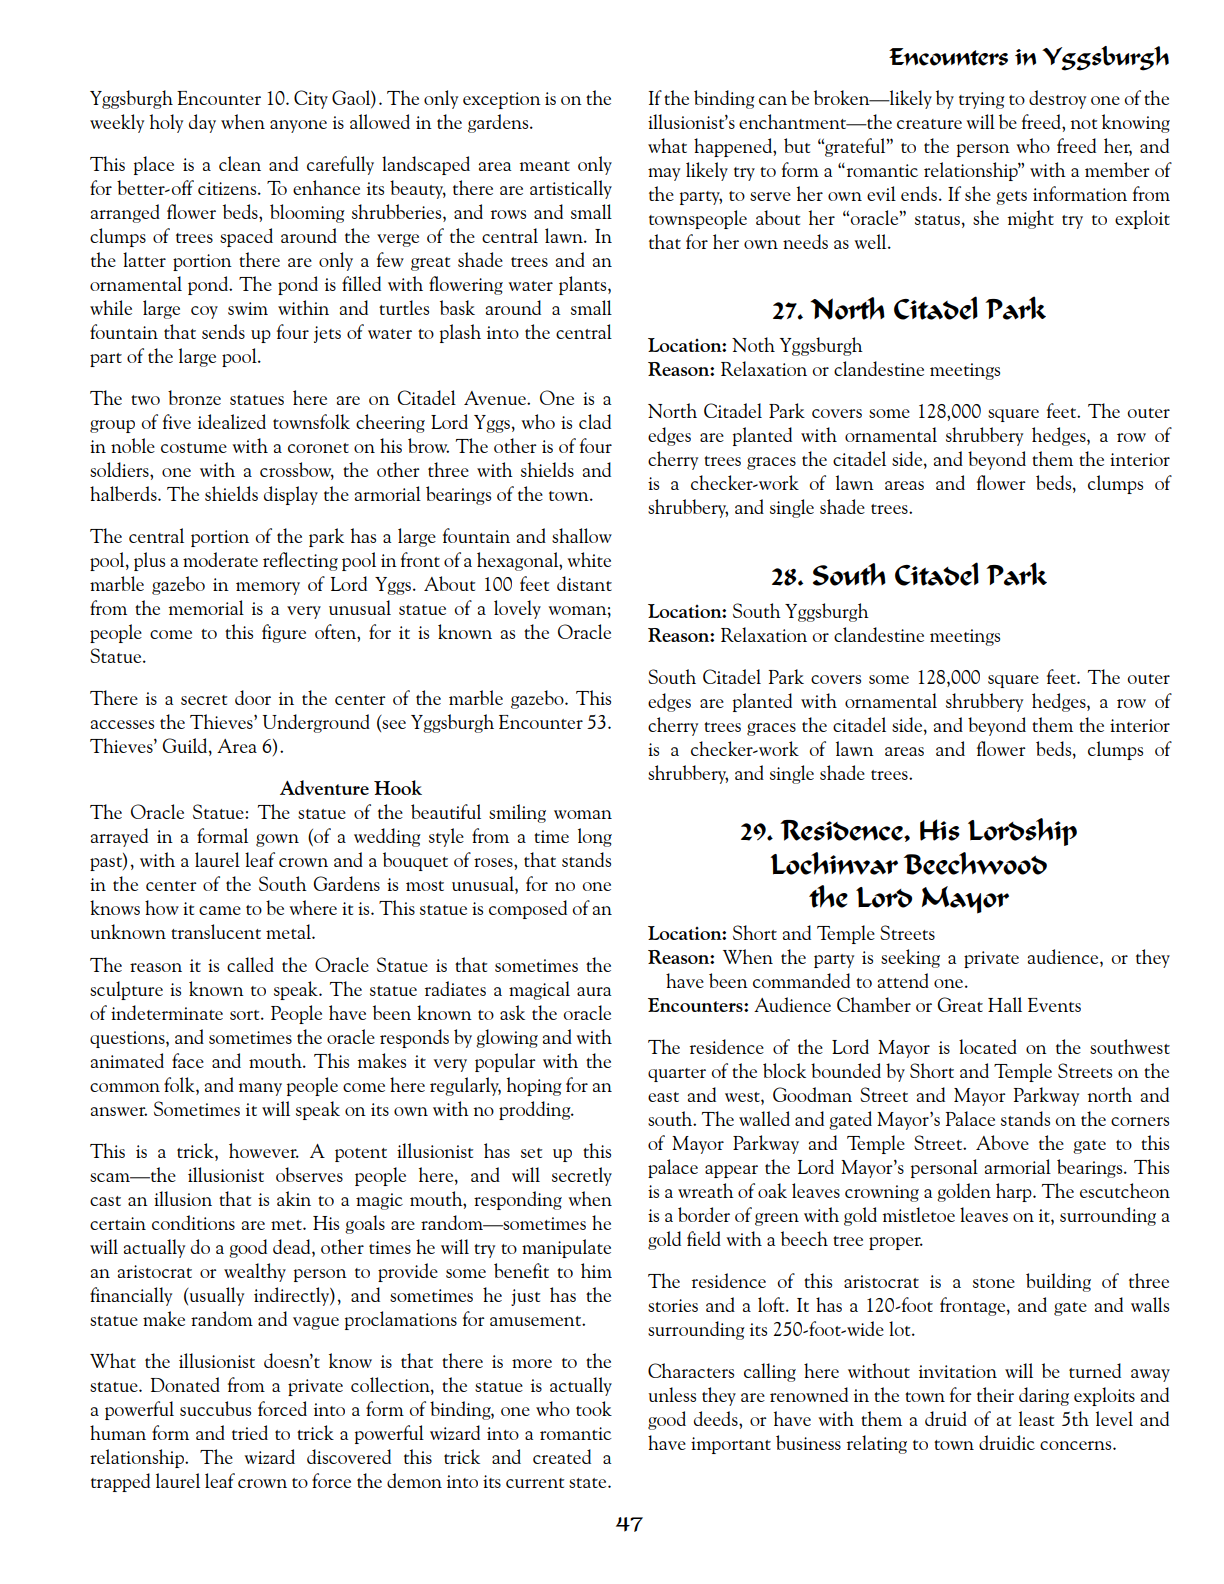 Encounters in Yggsburgh
Yggsburgh Encounter 10. City Gaol). The only exception is on the
weekly holy day when anyone is allowed in the gardens.
This place is a clean and carefully landscaped area meant only
for better-off citizens. To enhance its beauty, there are artistically
arranged flower beds, blooming shrubberies, and rows and small
clumps of trees spaced around the verge of the central lawn. In
the latter portion there are only a few great shade trees and an
ornamental pond. The pond is filled with flowering water plants,
while large coy swim within and turtles bask around a small
fountain that sends up four jets of water to plash into the central
part of the large pool.
The two bronze statues here are on Citadel Avenue. One is a
group of five idealized townsfolk cheering Lord Yggs, who is clad
in noble costume with a coronet on his brow. The other is of four
soldiers, one with a crossbow, the other three with shields and
halberds. The shields display the armorial bearings of the town.
The central portion of the park has a large fountain and shallow
pool, plus a moderate reflecting pool in front of a hexagonal, white
marble gazebo in memory of Lord Yggs. About 100 feet distant
from the memorial is a very unusual statue of a lovely woman;
people come to this figure often, for it is known as the Oracle
Statue.
There is a secret door in the center of the marble gazebo. This
accesses the Thieves' Underground (see Yggsburgh Encounter 53.
Thieves' Guild, Area 6).
Adventure Hook
The Oracle Statue: The statue of the beautiful smiling woman
arrayed in a formal gown (of a wedding style from a time long
past), with a laurel leaf crown and a bouquet of roses, that stands
in the center of the South Gardens is most unusual, for no one
knows how it came to be where it is. This statue is composed of an
unknown translucent metal.
The reason it is called the Oracle Statue is that sometimes the
sculpture is known to speak. The statue radiates a magical aura
of indeterminate sort. People have been known to ask the oracle
questions, and sometimes the oracle responds by glowing and with
animated face and mouth. This makes it very popular with the
common folk, and many people come here regularly, hoping for an
answer. Sometimes it will speak on its own with no prodding.
This is a trick, however. A potent illusionist has set up this
scam—the illusionist observes people here, and will secretly
cast an illusion that is akin to a magic mouth, responding when
certain conditions are met. His goals are random—sometimes he
will actually do a good dead, other times he will try to manipulate
an aristocrat or wealthy person to provide some benefit to him
financially (usually indirectly), and sometimes he just has the
statue make random and vague proclamations for amusement.
What the illusionist doesn't know is that there is more to the
statue. Donated from a private collection, the statue is actually
a powerful succubus forced into a form of binding, one who took
human form and tried to trick a powerful wizard into a romantic
relationship. The wizard discovered this trick and created a
trapped laurel leaf crown to force the demon into its current state.
If the binding can be broken—likely by trying to destroy one of the
illusionist's enchantment—the creature will be freed, not knowing
what happened, but “grateful” to the person who freed her, and
may likely try to form a “romantic relationship” with a member of
the party, to serve her own evil ends. If she gets information from
townspeople about her “oracle” status, she might try to exploit
that for her own needs as well.
27. North Citadel Park
Location: Noth Yggsburgh
Reason: Relaxation or clandestine meetings
North Citadel Park covers some 128,000 square feet. The outer
edges are planted with ornamental shrubbery hedges, a row of
cherry trees graces the citadel side, and beyond them the interior
is a checker-work of lawn areas and flower beds, clumps of
shrubbery, and single shade trees.
28. South Citadel Park
Location: South Yggsburgh
Reason: Relaxation or clandestine meetings
South Citadel Park covers some 128,000 square feet. The outer
edges are planted with ornamental shrubbery hedges, a row of
cherry trees graces the citadel side, and beyond them the interior
is a checker-work of lawn areas and flower beds, clumps of
shrubbery, and single shade trees.
29. Residence, His Lordship
Lochinvar Beechwood
the Lord Mayor
Location: Short and Temple Streets
Reason: When the party is seeking a private audience, or they
have been commanded to attend one.
Encounters: Audience Chamber or Great Hall Events
The residence of the Lord Mayor is located on the southwest
quarter of the block bounded by Short and Temple Streets on the
east and west, Goodman Street and Mayor Parkway north and
south. The walled and gated Mayor's Palace stands on the corners
of Mayor Parkway and Temple Street. Above the gate to this
palace appear the Lord Mayor's personal armorial bearings. This
is a wreath of oak leaves crowning a golden harp. The escutcheon
is a border of green with gold mistletoe leaves on it, surrounding a
gold field with a beech tree proper.
The residence of this aristocrat is a stone building of three
stories and a loft. It has a 120-foot frontage, and gate and walls
surrounding its 250-foot-wide lot.
Characters calling here without invitation will be turned away
unless they are renowned in the town for their daring exploits and
good deeds, or have with them a druid of at least 5th level and
have important business relating to town druidic concerns.
47